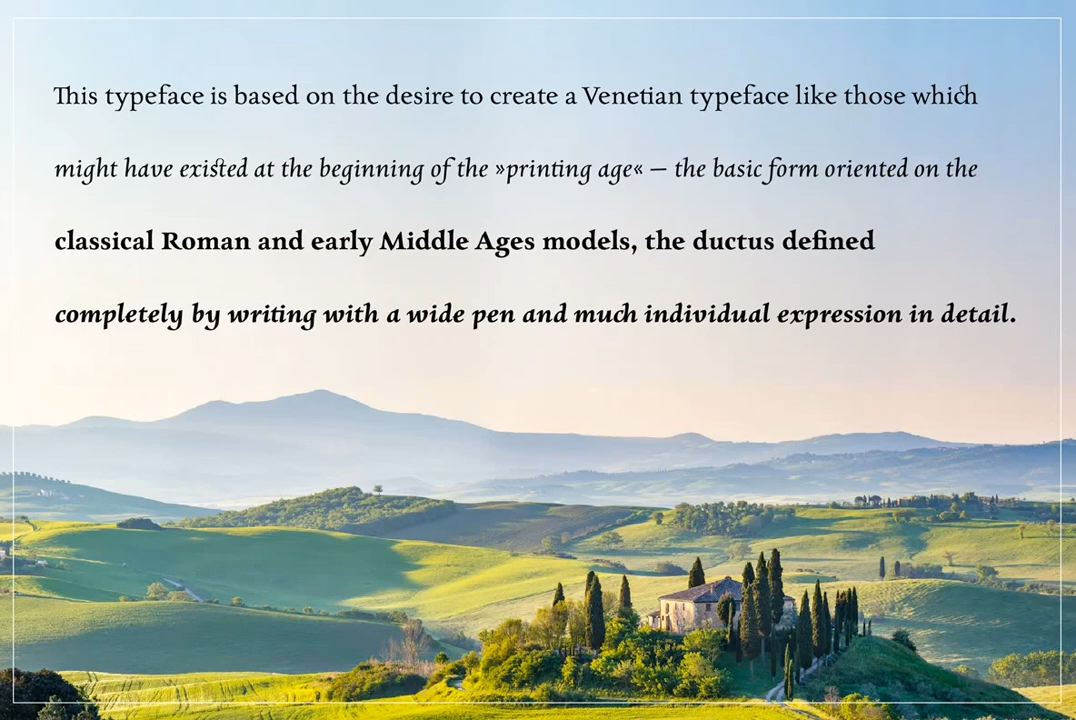 This typeface is based on the desire to create a Venetian typeface like those which
might have existed at the beginning of the »printing age« – the basic form oriented on the
classical Roman and early Middle Ages models, the ductus defined
completely by writing with a wide pen and much individual expression in detail.